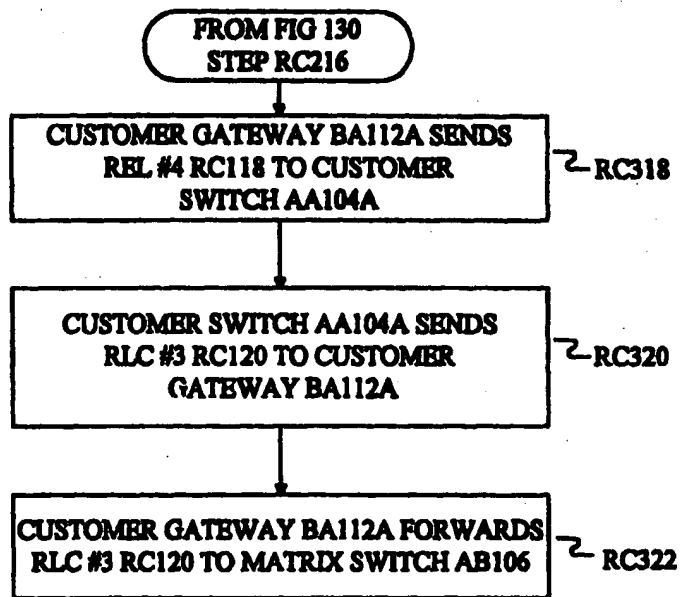 FROM FIG 130
STEP RC216
CUSTOMER GATEWAY BA112A SENDS
REL #4 RC118 TO CUSTOMER
SWITCH AA104A
RC318
CUSTOMER SWITCH AA104A SENDS
RLC #3 RC120 TO CUSTOMER
GATEWAY BA112A
RC320
CUSTOMER GATEWAY BA112A FORWARDS
RLC #3 RC120 TO MATRIX SWITCH AB106
RC322